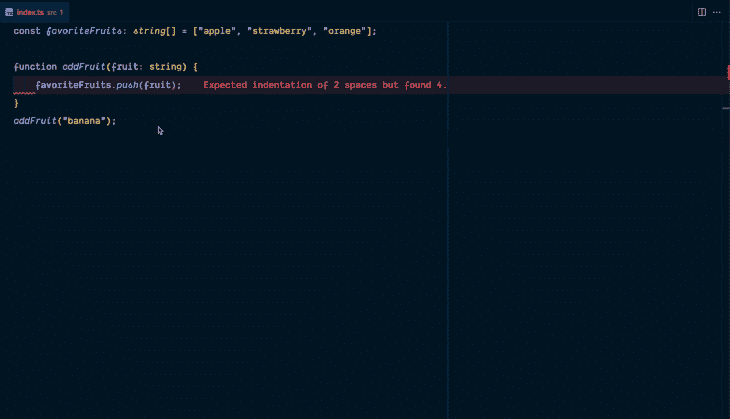 index.ts src 1
const favoriteFruits: string[] = ["apple", "strawberry", "orange"];
function addFruit(fruit: string) {
favoriteFruits.push(fruit); Expected indentation of 2 spaces but found 4.
}
addFruit("banana");